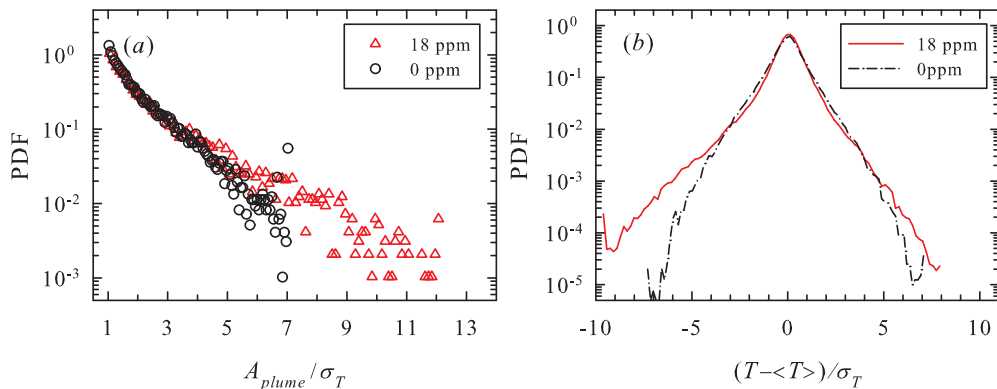 (a)
18 ppm
0 ppm
PDF
10^0
10^-1
10^-2
10^-3
1 3 5 7 9 11 13
A_plume/σ_T
(b)
18 ppm
0ppm
PDF
10^0
10^-1
10^-2
10^-3
10^-4
10^-5
-10 -5 0 5 10
(T-<T>)/σ_T